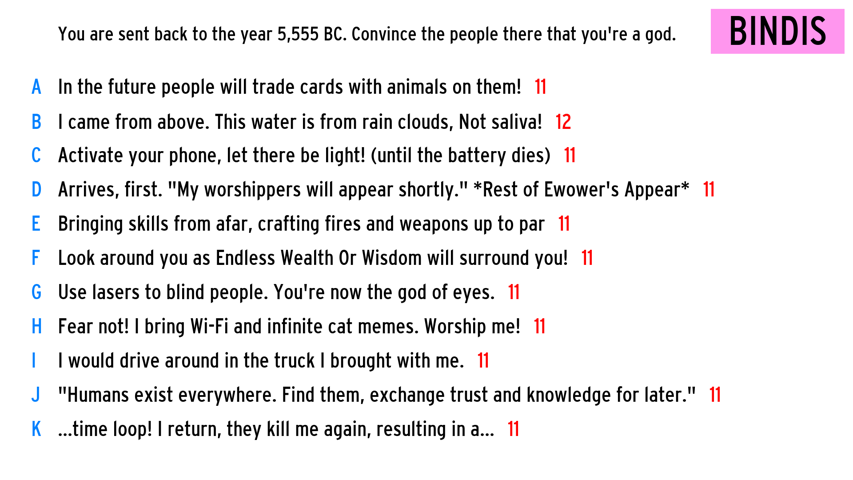 You are sent back to the year 5,555 BC. Convince the people there that you're a god.
BINDIS
A In the future people will trade cards with animals on them! 11
B I came from above. This water is from rain clouds, Not saliva! 12
C Activate your phone, let there be light! (until the battery dies) 11
D Arrives, first. "My worshippers will appear shortly." *Rest of Ewower's Appear* 11
E Bringing skills from afar, crafting fires and weapons up to par 11
F Look around you as Endless Wealth Or Wisdom will surround you! 11
G Use lasers to blind people. You're now the god of eyes. 11
H Fear not! I bring Wi-Fi and infinite cat memes. Worship me! 11
I I would drive around in the truck I brought with me. 11
J "Humans exist everywhere. Find them, exchange trust and knowledge for later." 11
K ...time loop! I return, they kill me again, resulting in a... 11